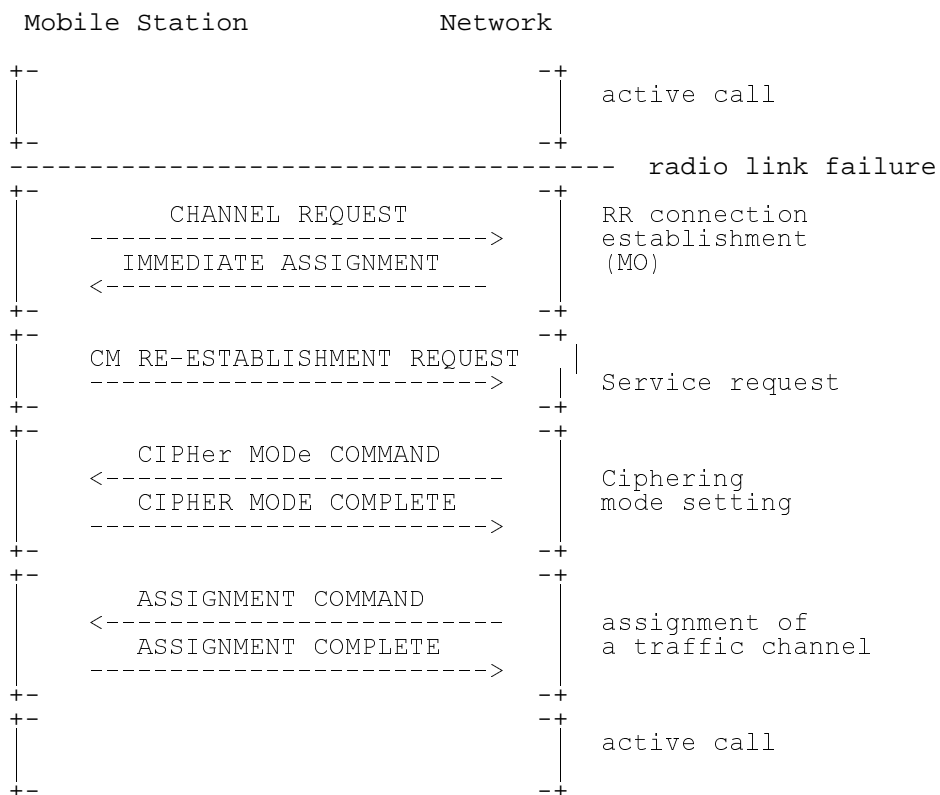 Mobile Station Network
active call
radio link failure
CHANNEL REQUEST RR connection
establishment
IMMEDIATE ASSIGNMENT (MO)
CM RE-ESTABLISHMENT REQUEST
Service request
CIPHer MODe COMMAND
Ciphering
CIPHER MODE COMPLETE mode setting
ASSIGNMENT COMMAND
assignment of
ASSIGNMENT COMPLETE a traffic channel
active call